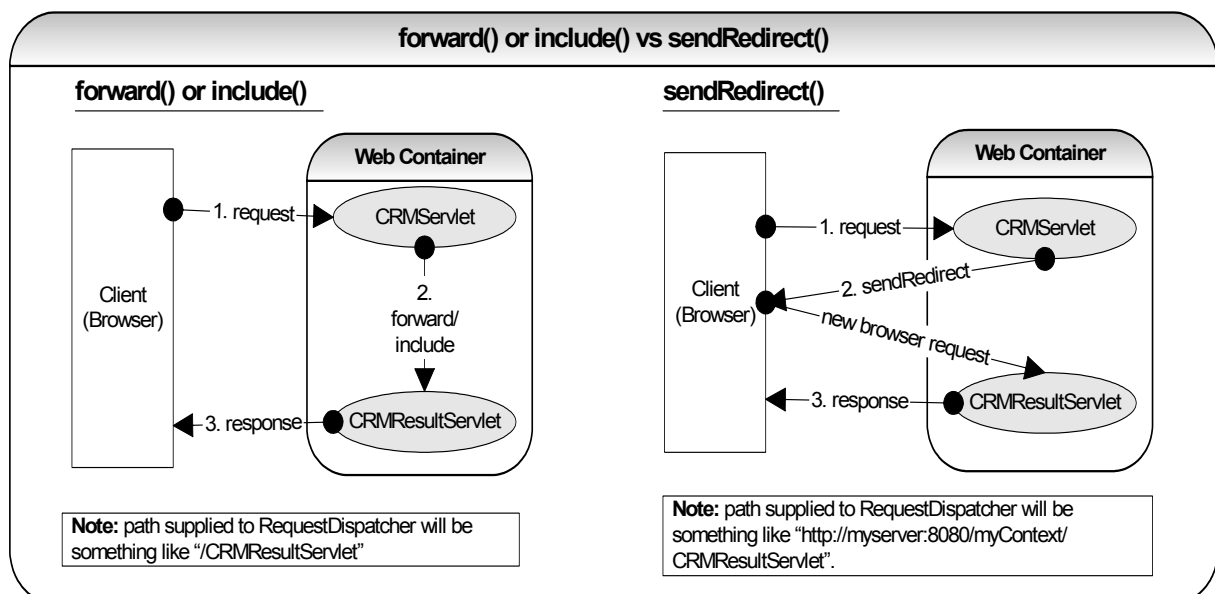 forward() or include() vs sendRedirect()
forward() or include()
Web Container
Client
(Browser)
1. request
CRMServlet
2.
forward/
include
CRMResultServlet
3. response
Note: path supplied to RequestDispatcher will be
something like “/CRMResultServlet”
sendRedirect()
Web Container
Client
(Browser)
1. request
CRMServlet
2. sendRedirect
new browser request
CRMResultServlet
3. response
Note: path supplied to RequestDispatcher will be
something like “http://myserver:8080/myContext/
CRMResultServlet”.